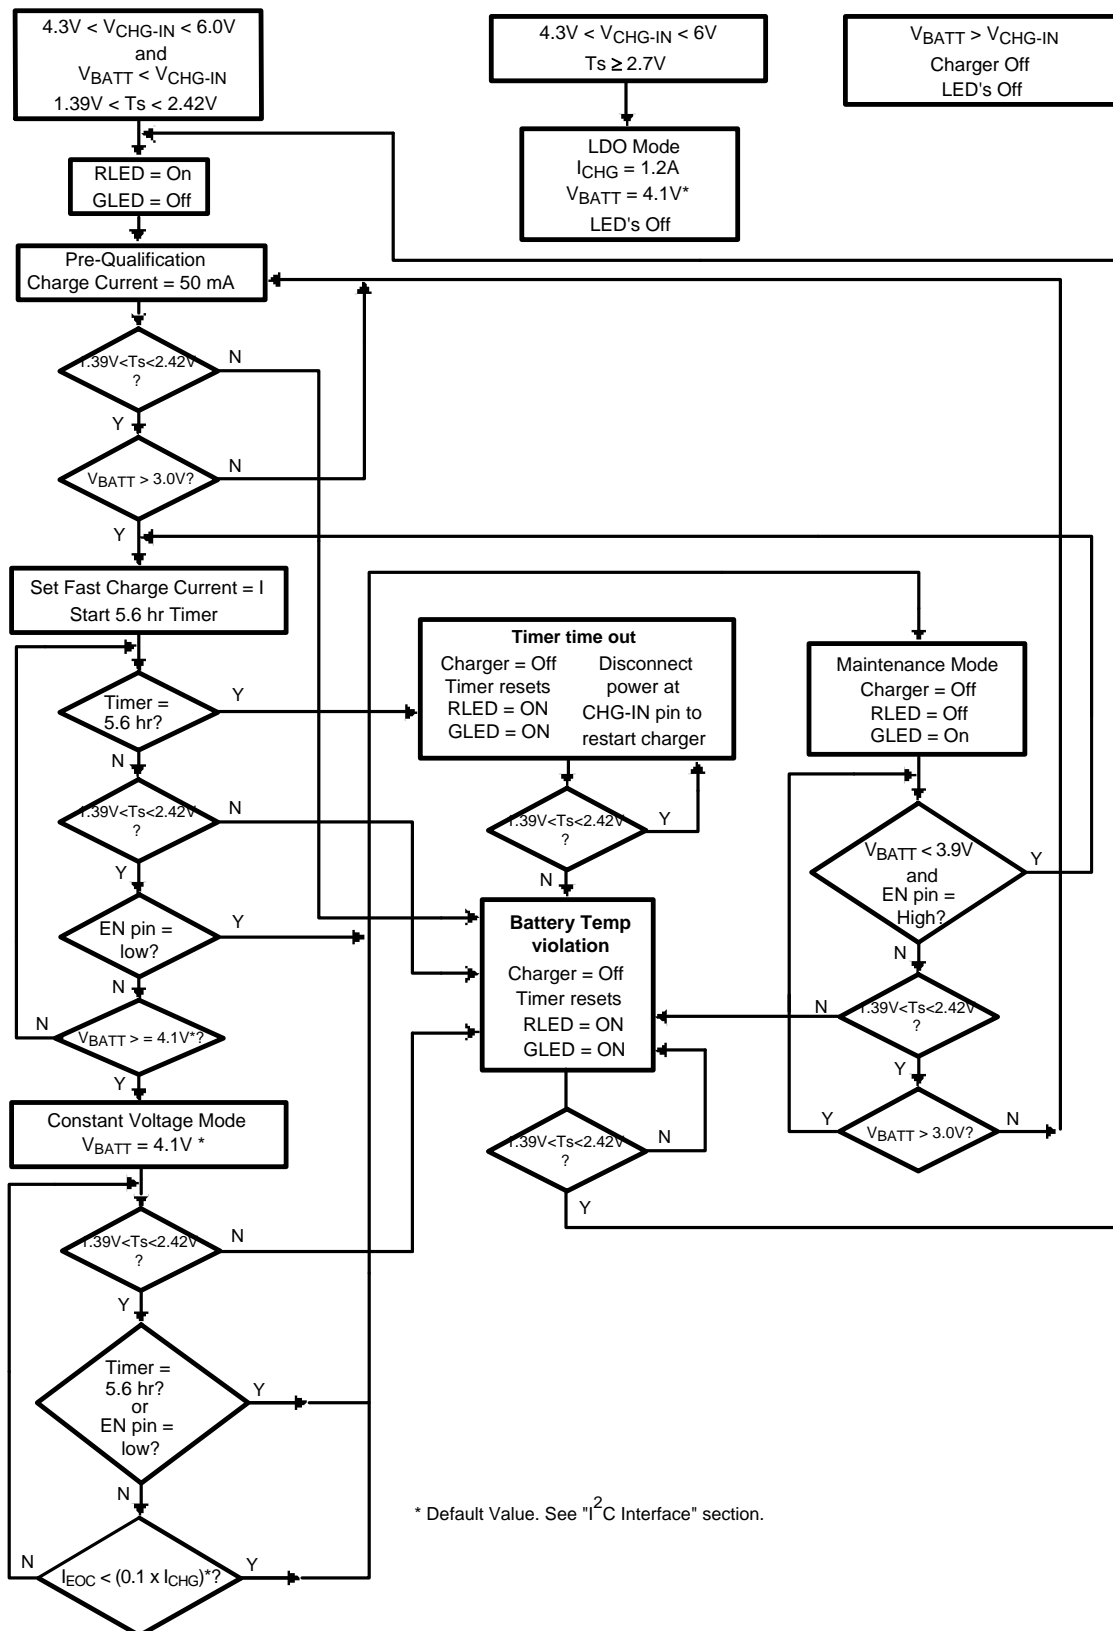 4.3V < VCHG-IN < 6.0V
and
VBATT < VCHG-IN
1.39V < Ts < 2.42V
4.3V < VCHG-IN < 6V
Ts ≥ 2.7V
VBATT > VCHG-IN
Charger Off
LED's Off
LDO Mode
ICHG = 1.2A
VBATT = 4.1V*
LED's Off
RLED = On
GLED = Off
Pre-Qualification
Charge Current = 50 mA
1.39V<Ts<2.42V
?
N
Y
VBATT > 3.0V?
N
Y
Set Fast Charge Current = I
Start 5.6 hr Timer
Timer =
5.6 hr?
Y
N
1.39V<Ts<2.42V
?
N
Y
EN pin =
low?
Y
N
VBATT > = 4.1V*?
N
Y
Constant Voltage Mode
VBATT = 4.1V *
1.39V<Ts<2.42V
?
N
Y
Timer =
5.6 hr?
or
EN pin =
low?
Y
N
IEOC < (0.1 x ICHG)*?
N
Y
Timer time out
Charger = Off
Timer resets
RLED = ON
GLED = ON
Disconnect
power at
CHG-IN pin to
restart charger
1.39V<Ts<2.42V
?
Y
N
Battery Temp
violation
Charger = Off
Timer resets
RLED = ON
GLED = ON
1.39V<Ts<2.42V
?
N
Y
Maintenance Mode
Charger = Off
RLED = Off
GLED = On
VBATT < 3.9V
and
EN pin =
High?
Y
N
1.39V<Ts<2.42V
?
N
Y
VBATT > 3.0V?
Y
N
* Default Value. See "I2C Interface" section.